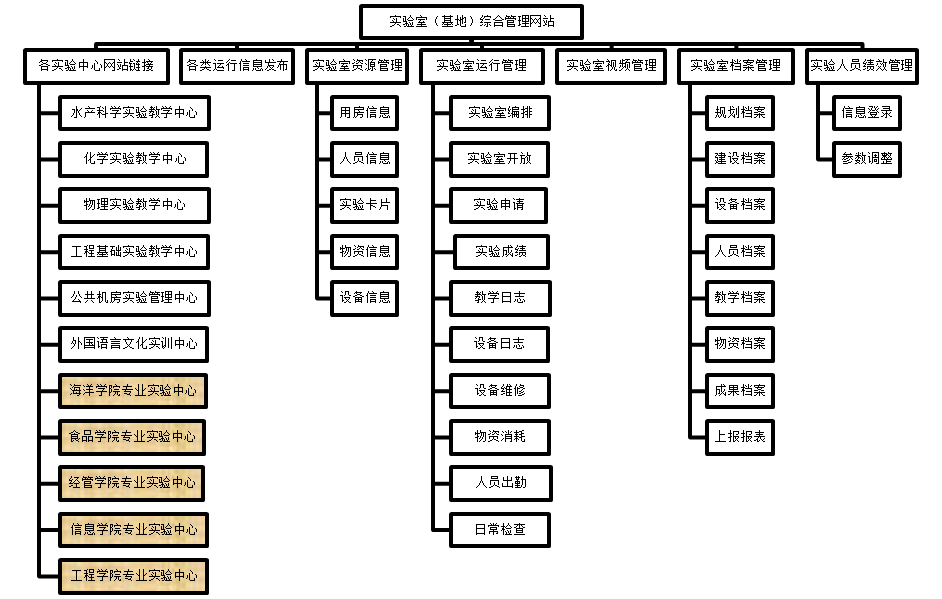 实验室（基地）综合管理网站
各实验中心网站链接
各类运行信息发布
实验室资源管理
实验室运行管理
实验室视频管理
实验室档案管理
实验人员绩效管理
水产科学实验教学中心
化学实验教学中心
物理实验教学中心
工程基础实验教学中心
公共机房实验管理中心
外国语言文化实训中心
海洋学院专业实验中心
食品学院专业实验中心
经管学院专业实验中心
信息学院专业实验中心
工程学院专业实验中心
用房信息
人员信息
实验卡片
物资信息
设备信息
实验室编排
实验室开放
实验申请
实验成绩
教学日志
设备日志
设备维修
物资消耗
人员出勤
日常检查
规划档案
建设档案
设备档案
人员档案
教学档案
物资档案
成果档案
上报报表
信息登录
参数调整